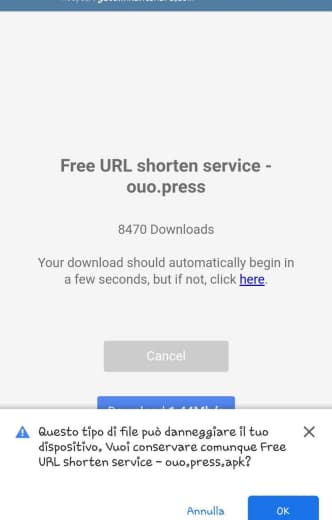 Free URL shorten service -
ouo.press
8470 Downloads
Your download should automatically begin in
a few seconds, but if not, click here.
Cancel
Download
Questo tipo di file può danneggiare il tuo
dispositivo. Vuoi conservare comunque Free
URL shorten service - ouo.press.apk?
Annulla
OK